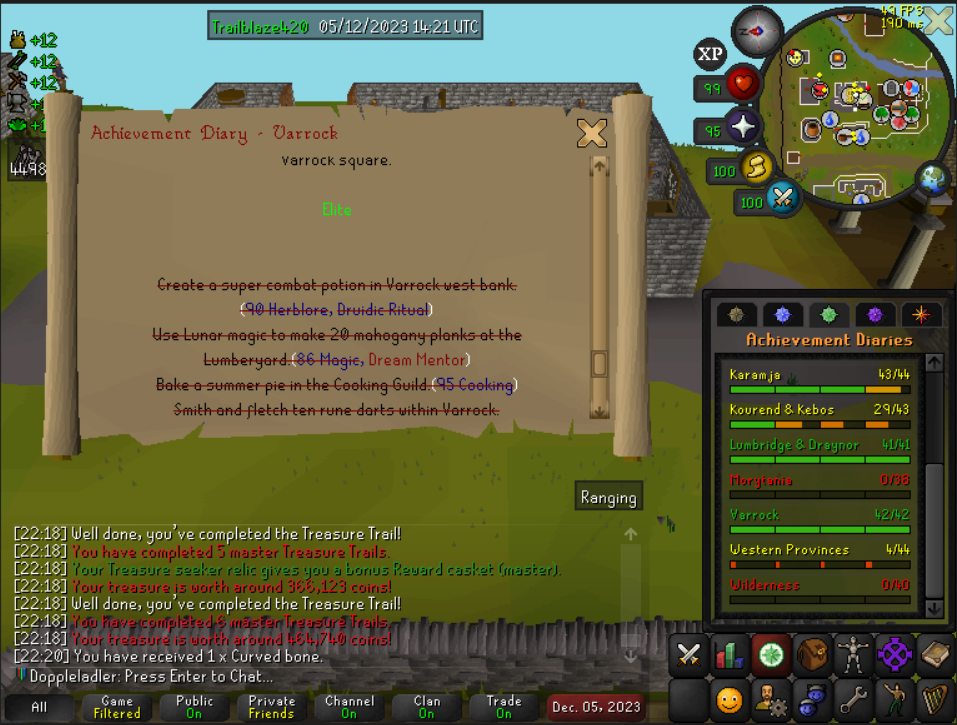 Trailblaze420 05/12/2023 14:21 UTC
49 FPS
190 ms
+12
+12
+12
4498
XP
99
95
100
100
Achievement Diary - Varrock
Varrock square.
Elite
Create a super combat potion in Varrock west bank.
(90 Herblore, Druidic Ritual)
Use Lunar magic to make 20 mahogany planks at the
Lumberyard.(86 Magic, Dream Mentor)
Bake a summer pie in the Cooking Guild.(95 Cooking)
Smith and fletch ten rune darts within Varrock.
Achievement Diaries
Karamja 43/44
Kourend & Kebos 29/43
Lumbridge & Draynor 41/41
Morytania 0/38
Varrock 42/42
Western Provinces 4/44
Wilderness 0/40
Ranging
[22:18] Well done, you've completed the Treasure Trail!
[22:18] You have completed 5 master Treasure Trails.
[22:18] Your Treasure seeker relic gives you a bonus Reward casket (master).
[22:18] Your treasure is worth around 366,123 coins!
[22:18] Well done, you've completed the Treasure Trail!
[22:18] You have completed 6 master Treasure Trails.
[22:18] Your treasure is worth around 464,740 coins!
[22:20] You have received 1 x Curved bone.
Doppleladler: Press Enter to Chat...
All
Game
Filtered
Public
On
Private
Friends
Channel
On
Clan
On
Trade
On
Dec. 05, 2023